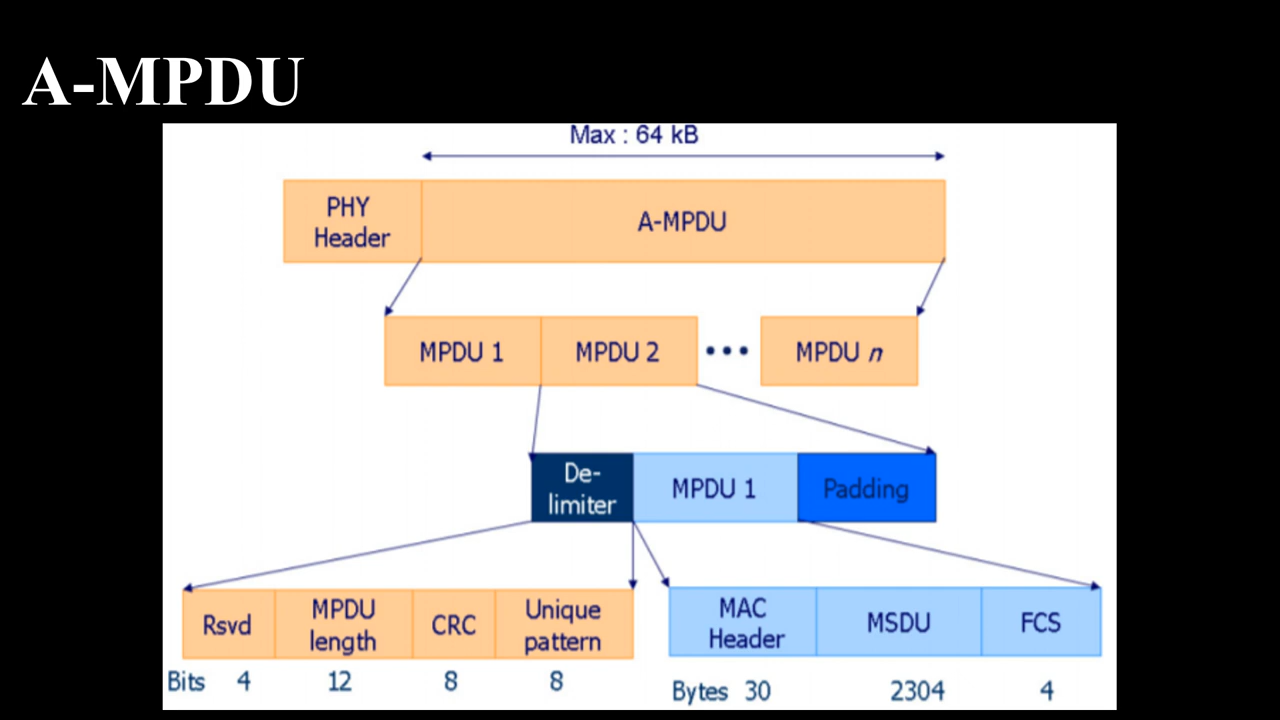 A-MPDU
Max : 64 kB
PHY
Header
A-MPDU
MPDU 1
MPDU 2
•••
MPDU n
De-
limiter
MPDU 1
Padding
Rsvd
MPDU
length
CRC
Unique
pattern
MAC
Header
MSDU
FCS
Bits 4 12 8 8
Bytes 30 2304 4